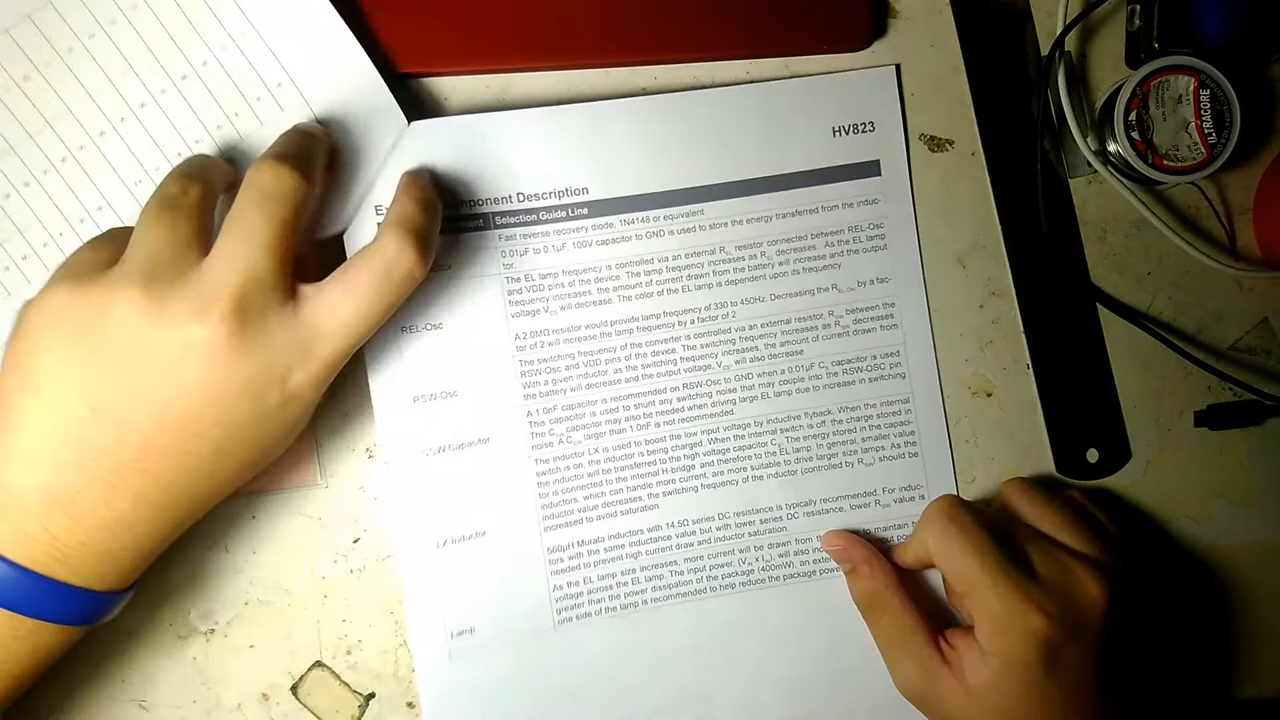 HV823
mponent Description
Selection Guide Line
Fast reverse recovery diode, 1N4148 or equivalent
0.01µF to 0.1µF, 100V capacitor to GND is used to store the energy transferred from the induc-
tor.
REL-Osc
The EL lamp frequency is controlled via an external R resistor connected between REL-Osc
and VDD pins of the device. The lamp frequency increases as R decreases. As the EL lamp
frequency increases, the amount of current drawn from the battery will increase and the output
voltage VCS will decrease. The color of the EL lamp is dependent upon its frequency
A 2.0MΩ resistor would provide lamp frequency of 330 to 450Hz. Decreasing the REL-Osc by a fac-
tor of 2 will increase the lamp frequency by a factor of 2
RSW-Osc
The switching frequency of the converter is controlled via an external resistor, RSW between the
RSW-Osc and VDD pins of the device. The switching frequency increases as RSW decreases.
With a given inductor, as the switching frequency increases, the amount of current drawn from
the battery will decrease and the output voltage, VCS will also decrease
CSW Capacitor
A 1.0nF capacitor is recommended on RSW-Osc to GND when a 0.01µF CS capacitor is used.
This capacitor is used to shunt any switching noise that may couple into the RSW-OSC pin
The CSW capacitor may also be needed when driving large EL lamp due to increase in switching
noise A CSW larger than 1.0nF is not recommended.
LX Inductor
The inductor LX is used to boost the low input voltage by inductive flyback. When the internal
switch is on, the inductor is being charged. When the internal switch is off, the charge stored in
the inductor will be transferred to the high voltage capacitor CS. The energy stored in the capaci-
tor is connected to the internal H-bridge and therefore to the EL lamp. In general, smaller value
inductors, which can handle more current, are more suitable to drive larger size lamps. As the
inductor value decreases, the switching frequency of the inductor (controlled by RSW) should be
increased to avoid saturation
560µH Murata inductors with 14.5Ω series DC resistance is typically recommended. For induc-
tors with the same inductance value but with lower series DC resistance, lower RSW value is
needed to prevent high current draw and inductor saturation.
Lamp
As the EL lamp size increases, more current will be drawn from to maintain
voltage across the EL lamp. The input power, (VIN x IIN), will also
greater than the power dissipation of the package (400mW), an
one side of the lamp is recommended to help reduce the package
ULTRACORE